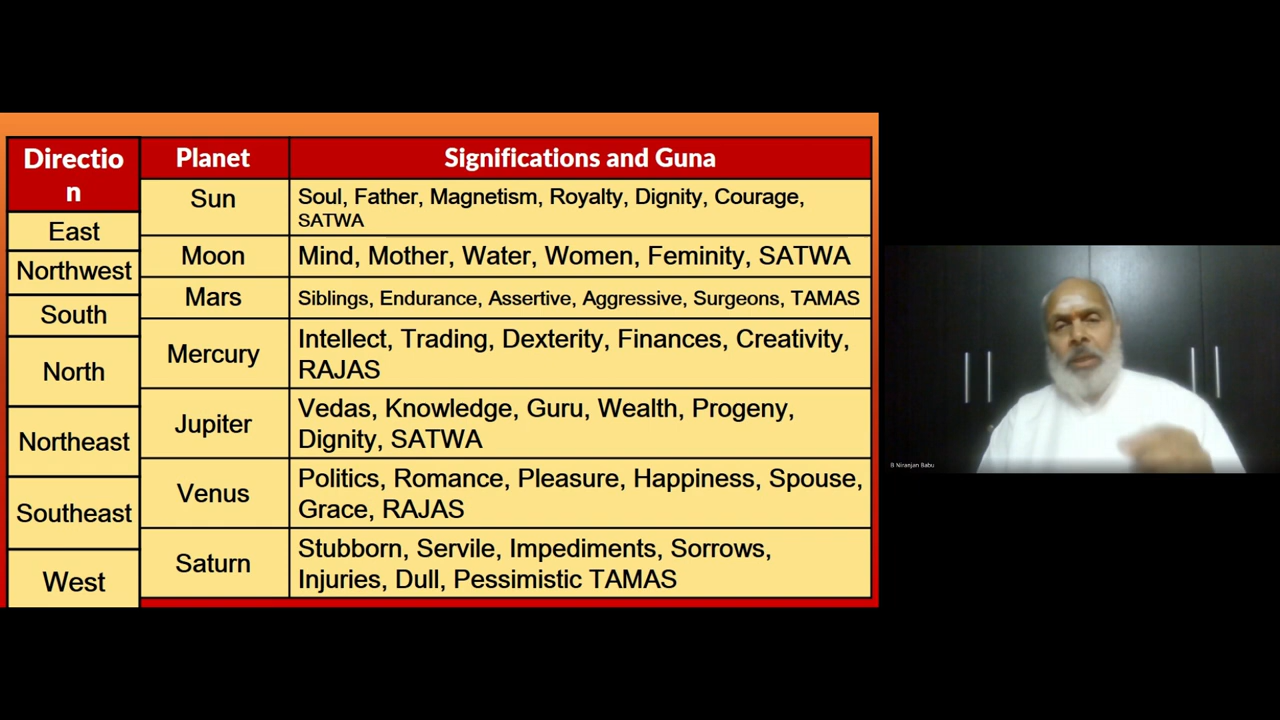 Directio
n
Planet
Significations and Guna
East
Sun
Soul, Father, Magnetism, Royalty, Dignity, Courage,
SATWA
Northwest
Moon
Mind, Mother, Water, Women, Feminity, SATWA
South
Mars
Siblings, Endurance, Assertive, Aggressive, Surgeons, TAMAS
North
Mercury
Intellect, Trading, Dexterity, Finances, Creativity,
RAJAS
Northeast
Jupiter
Vedas, Knowledge, Guru, Wealth, Progeny,
Dignity, SATWA
Southeast
Venus
Politics, Romance, Pleasure, Happiness, Spouse,
Grace, RAJAS
West
Saturn
Stubborn, Servile, Impediments, Sorrows,
Injuries, Dull, Pessimistic TAMAS
B Niranjan Babu